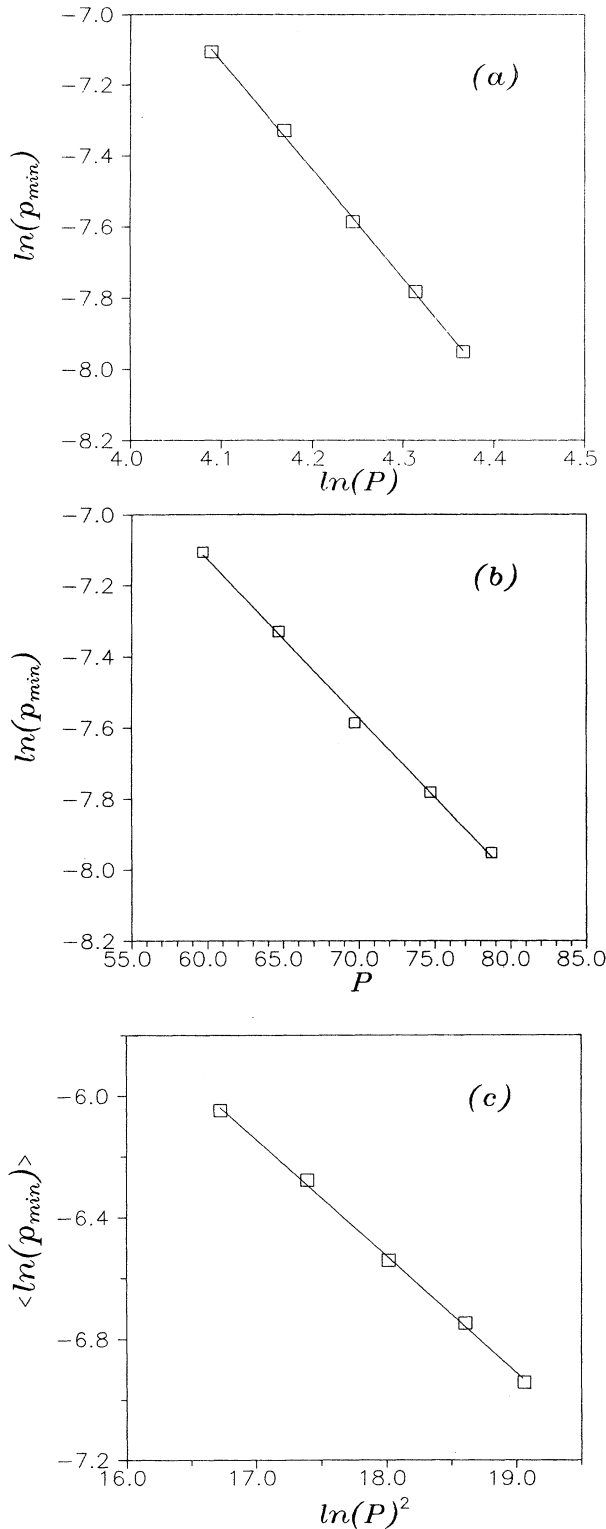 −7.0
(a)
−7.2
−7.4
−7.6
−7.8
−8.0
−8.2
ln(p_min)
4.0 4.1 4.2 4.3 4.4 4.5
ln(P)
−7.0
(b)
−7.2
−7.4
−7.6
−7.8
−8.0
−8.2
ln(p_min)
55.0 60.0 65.0 70.0 75.0 80.0 85.0
P
(c)
−6.0
−6.4
−6.8
−7.2
<ln(p_min)>
16.0 17.0 18.0 19.0
ln(P)²